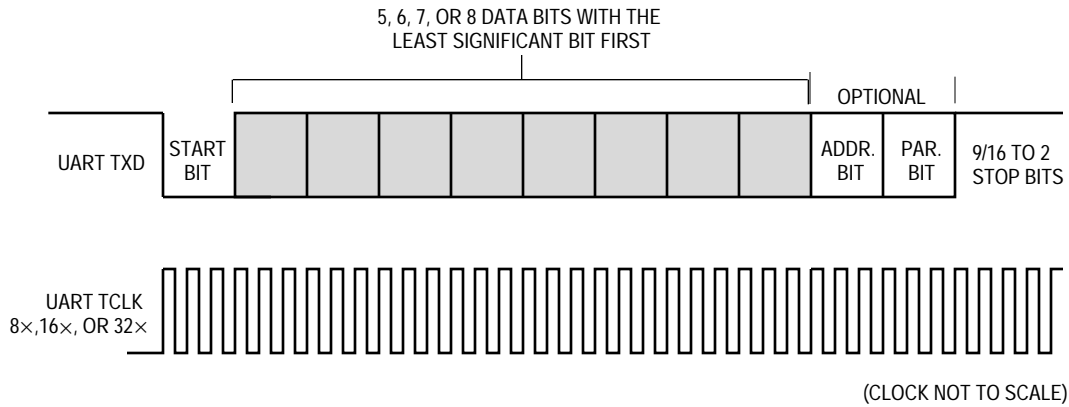 5, 6, 7, OR 8 DATA BITS WITH THE
LEAST SIGNIFICANT BIT FIRST
OPTIONAL
UART TXD
START
BIT
ADDR.
BIT
PAR.
BIT
9/16 TO 2
STOP BITS
UART TCLK
8×,16×, OR 32×
(CLOCK NOT TO SCALE)